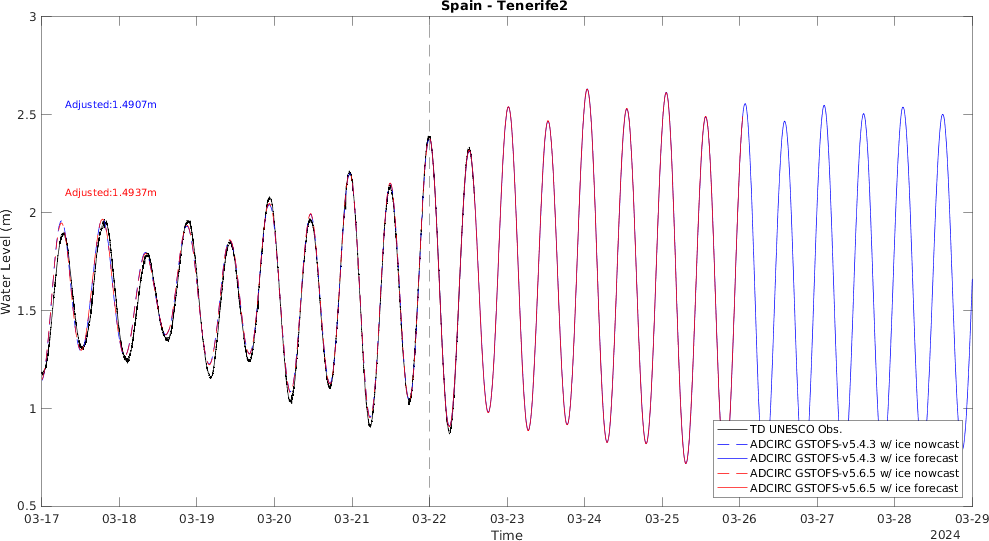 Spain - Tenerife2
3
2.5
2
1.5
1
0.5
Water Level (m)
Adjusted:1.4907m
Adjusted:1.4937m
TD UNESCO Obs.
ADCIRC GSTOFS-v5.4.3 w/ ice nowcast
ADCIRC GSTOFS-v5.4.3 w/ ice forecast
ADCIRC GSTOFS-v5.6.5 w/ ice nowcast
ADCIRC GSTOFS-v5.6.5 w/ ice forecast
03-17 03-18 03-19 03-20 03-21 03-22 03-23 03-24 03-25 03-26 03-27 03-28 03-29
Time
2024